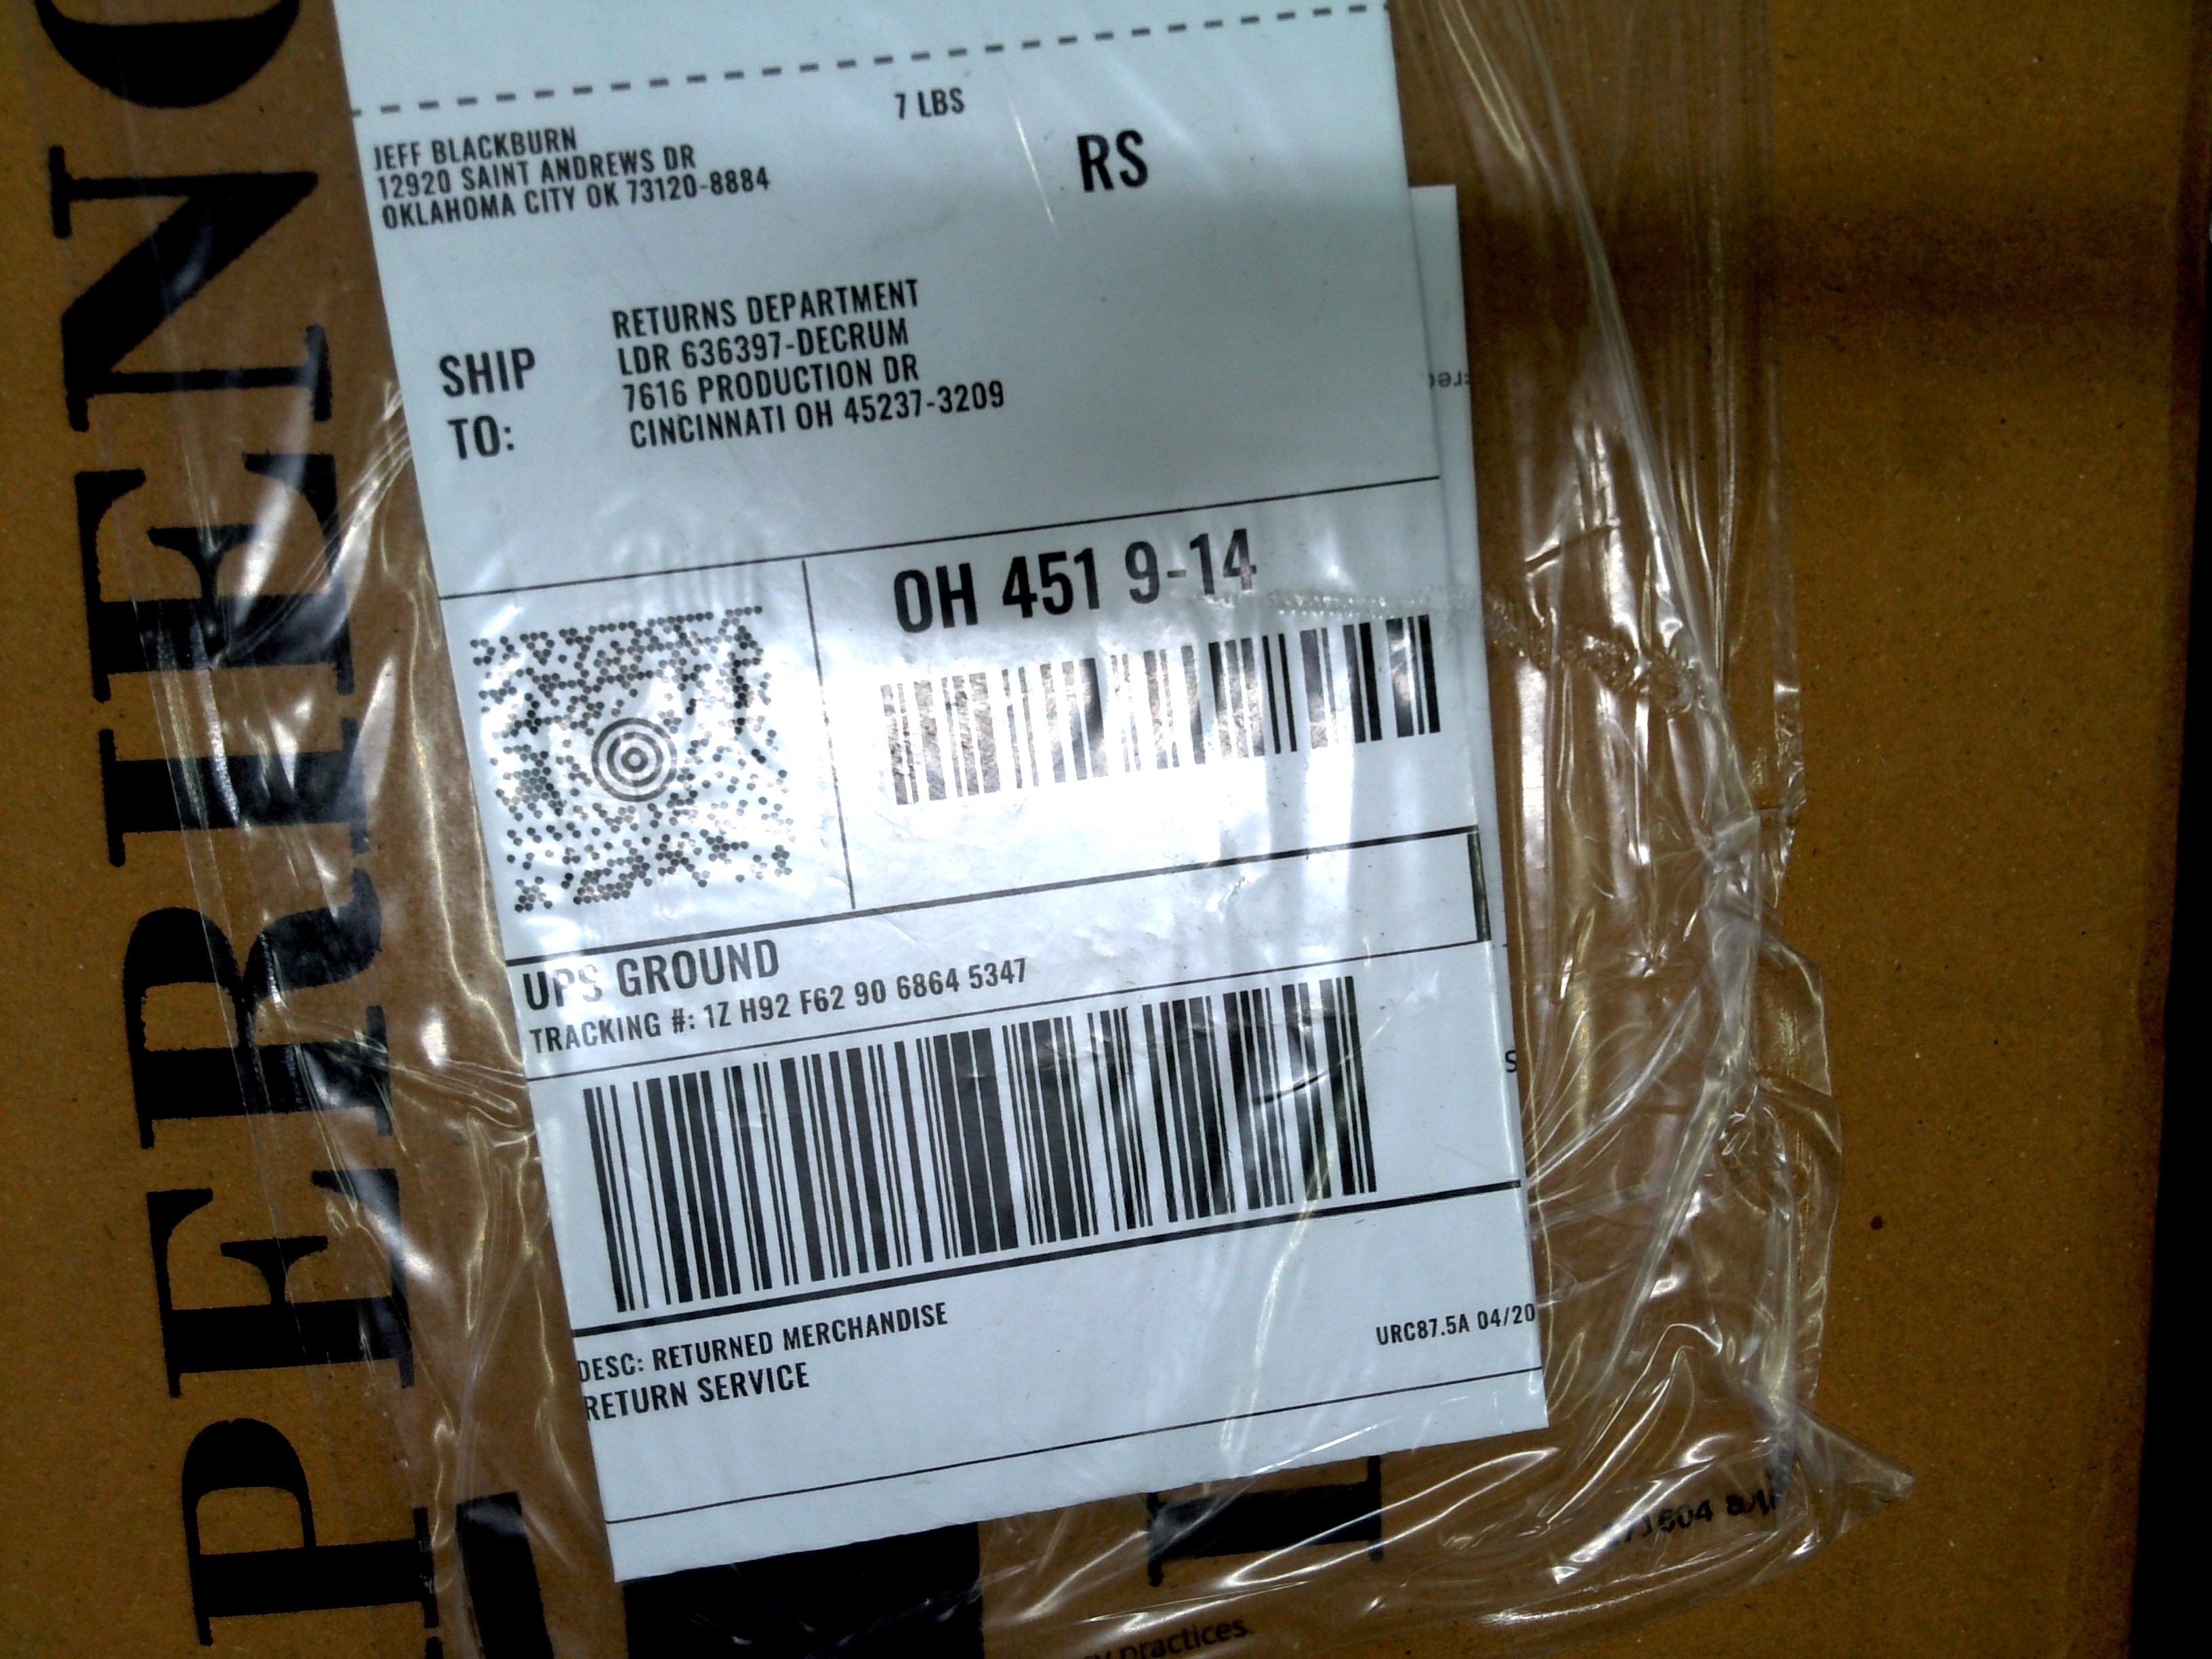 7 LBS
JEFF BLACKBURN
12920 SAINT ANDREWS DR
OKLAHOMA CITY OK 73120-8884
RS
SHIP
TO:
RETURNS DEPARTMENT
LDR 636397-DECRUM
7616 PRODUCTION DR
CINCINNATI OH 45237-3209
OH 451 9-14
UPS GROUND
TRACKING #: 1Z H92 F62 90 6864 5347
DESC: RETURNED MERCHANDISE
RETURN SERVICE
URC87.5A 04/20
practices.